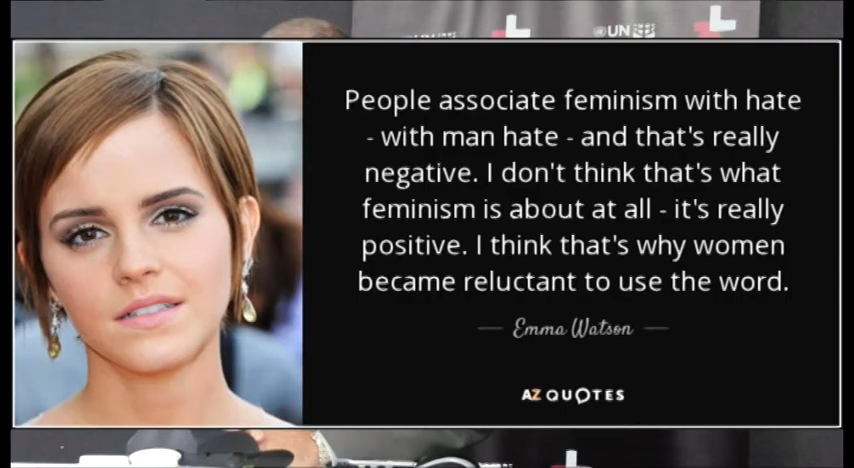 UN
People associate feminism with hate
- with man hate - and that's really
negative. I don't think that's what
feminism is about at all - it's really
positive. I think that's why women
became reluctant to use the word.
— Emma Watson —
AZ QUOTES